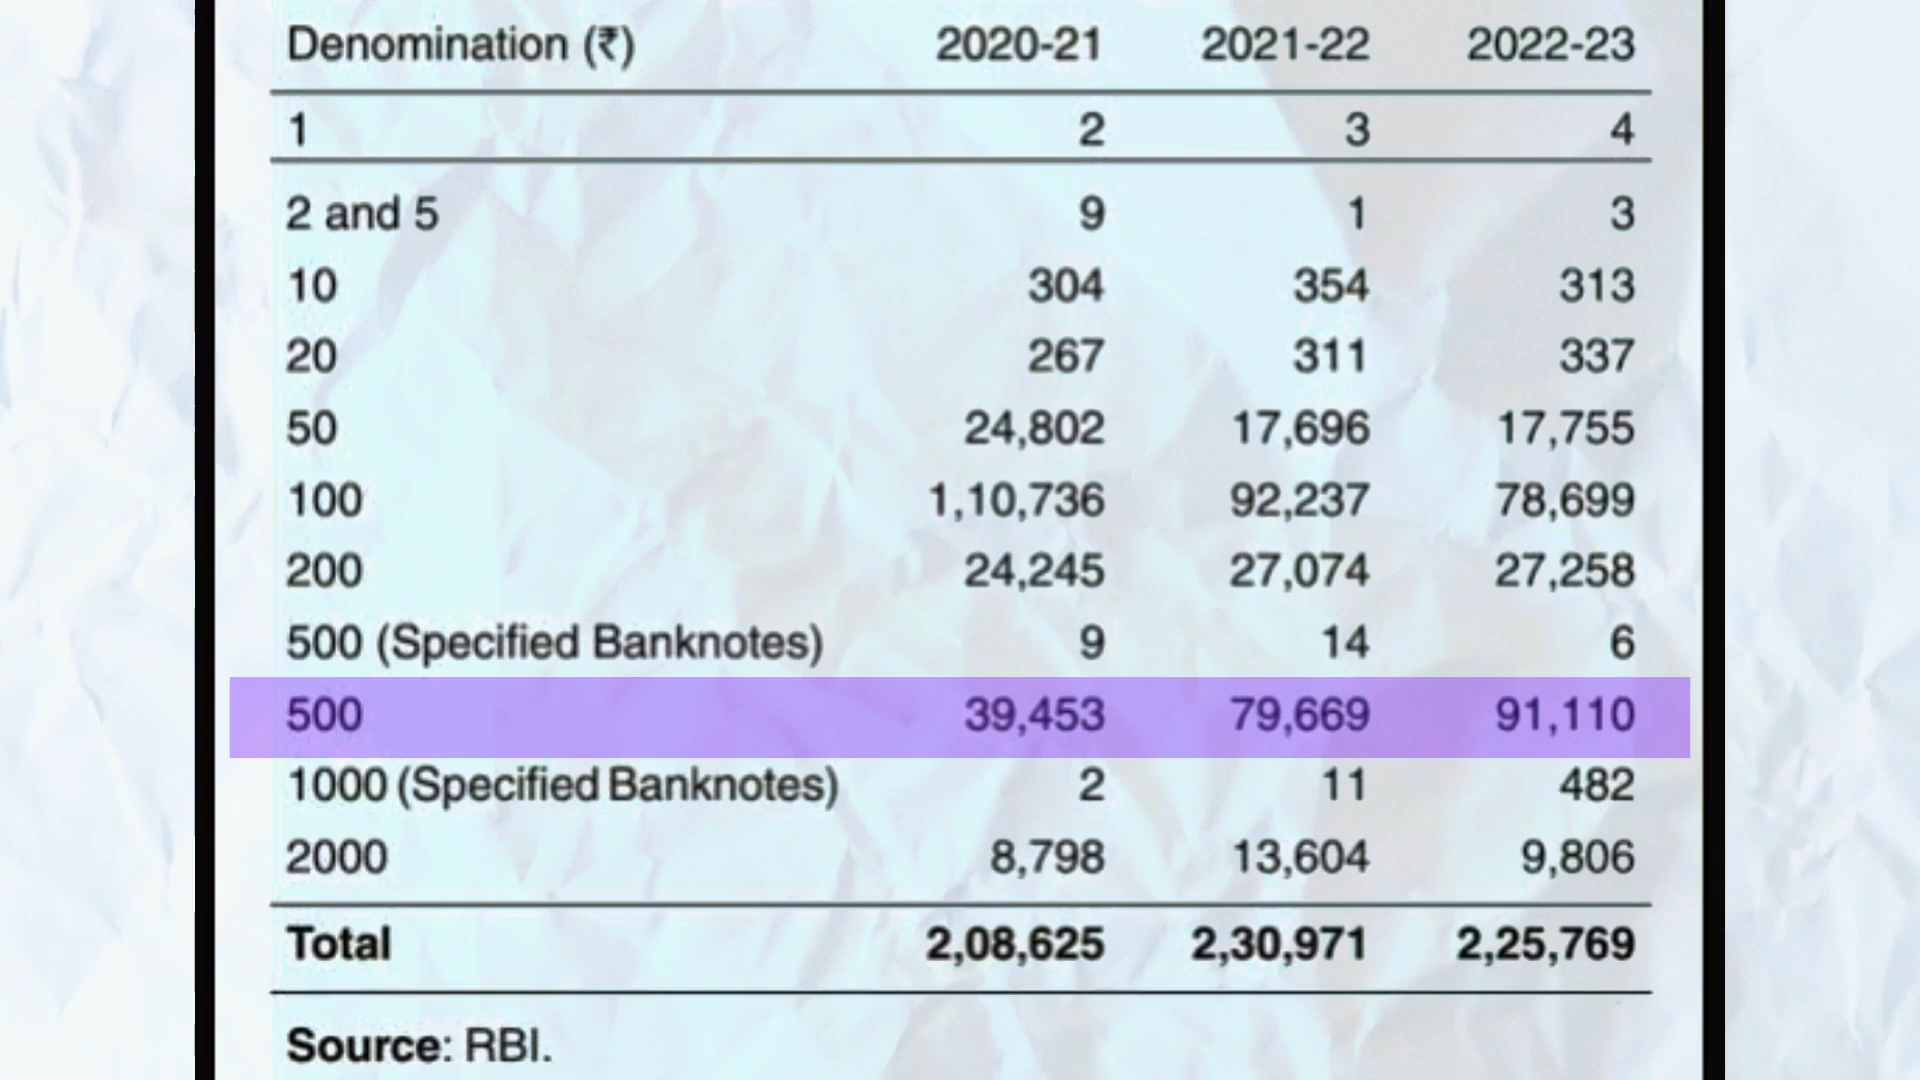 Denomination (₹) 2020-21 2021-22 2022-23
1 2 3 4
2 and 5 9 1 3
10 304 354 313
20 267 311 337
50 24,802 17,696 17,755
100 1,10,736 92,237 78,699
200 24,245 27,074 27,258
500 (Specified Banknotes) 9 14 6
500 39,453 79,669 91,110
1000 (Specified Banknotes) 2 11 482
2000 8,798 13,604 9,806
Total 2,08,625 2,30,971 2,25,769
Source: RBI.